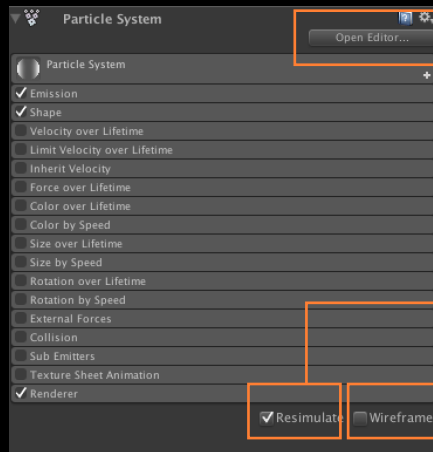 Particle System
Open Editor...
Particle System
Emission
Shape
Velocity over Lifetime
Limit Velocity over Lifetime
Inherit Velocity
Force over Lifetime
Color over Lifetime
Color by Speed
Size over Lifetime
Size by Speed
Rotation over Lifetime
Rotation by Speed
External Forces
Collision
Sub Emitters
Texture Sheet Animation
Renderer
Resimulate Wireframe